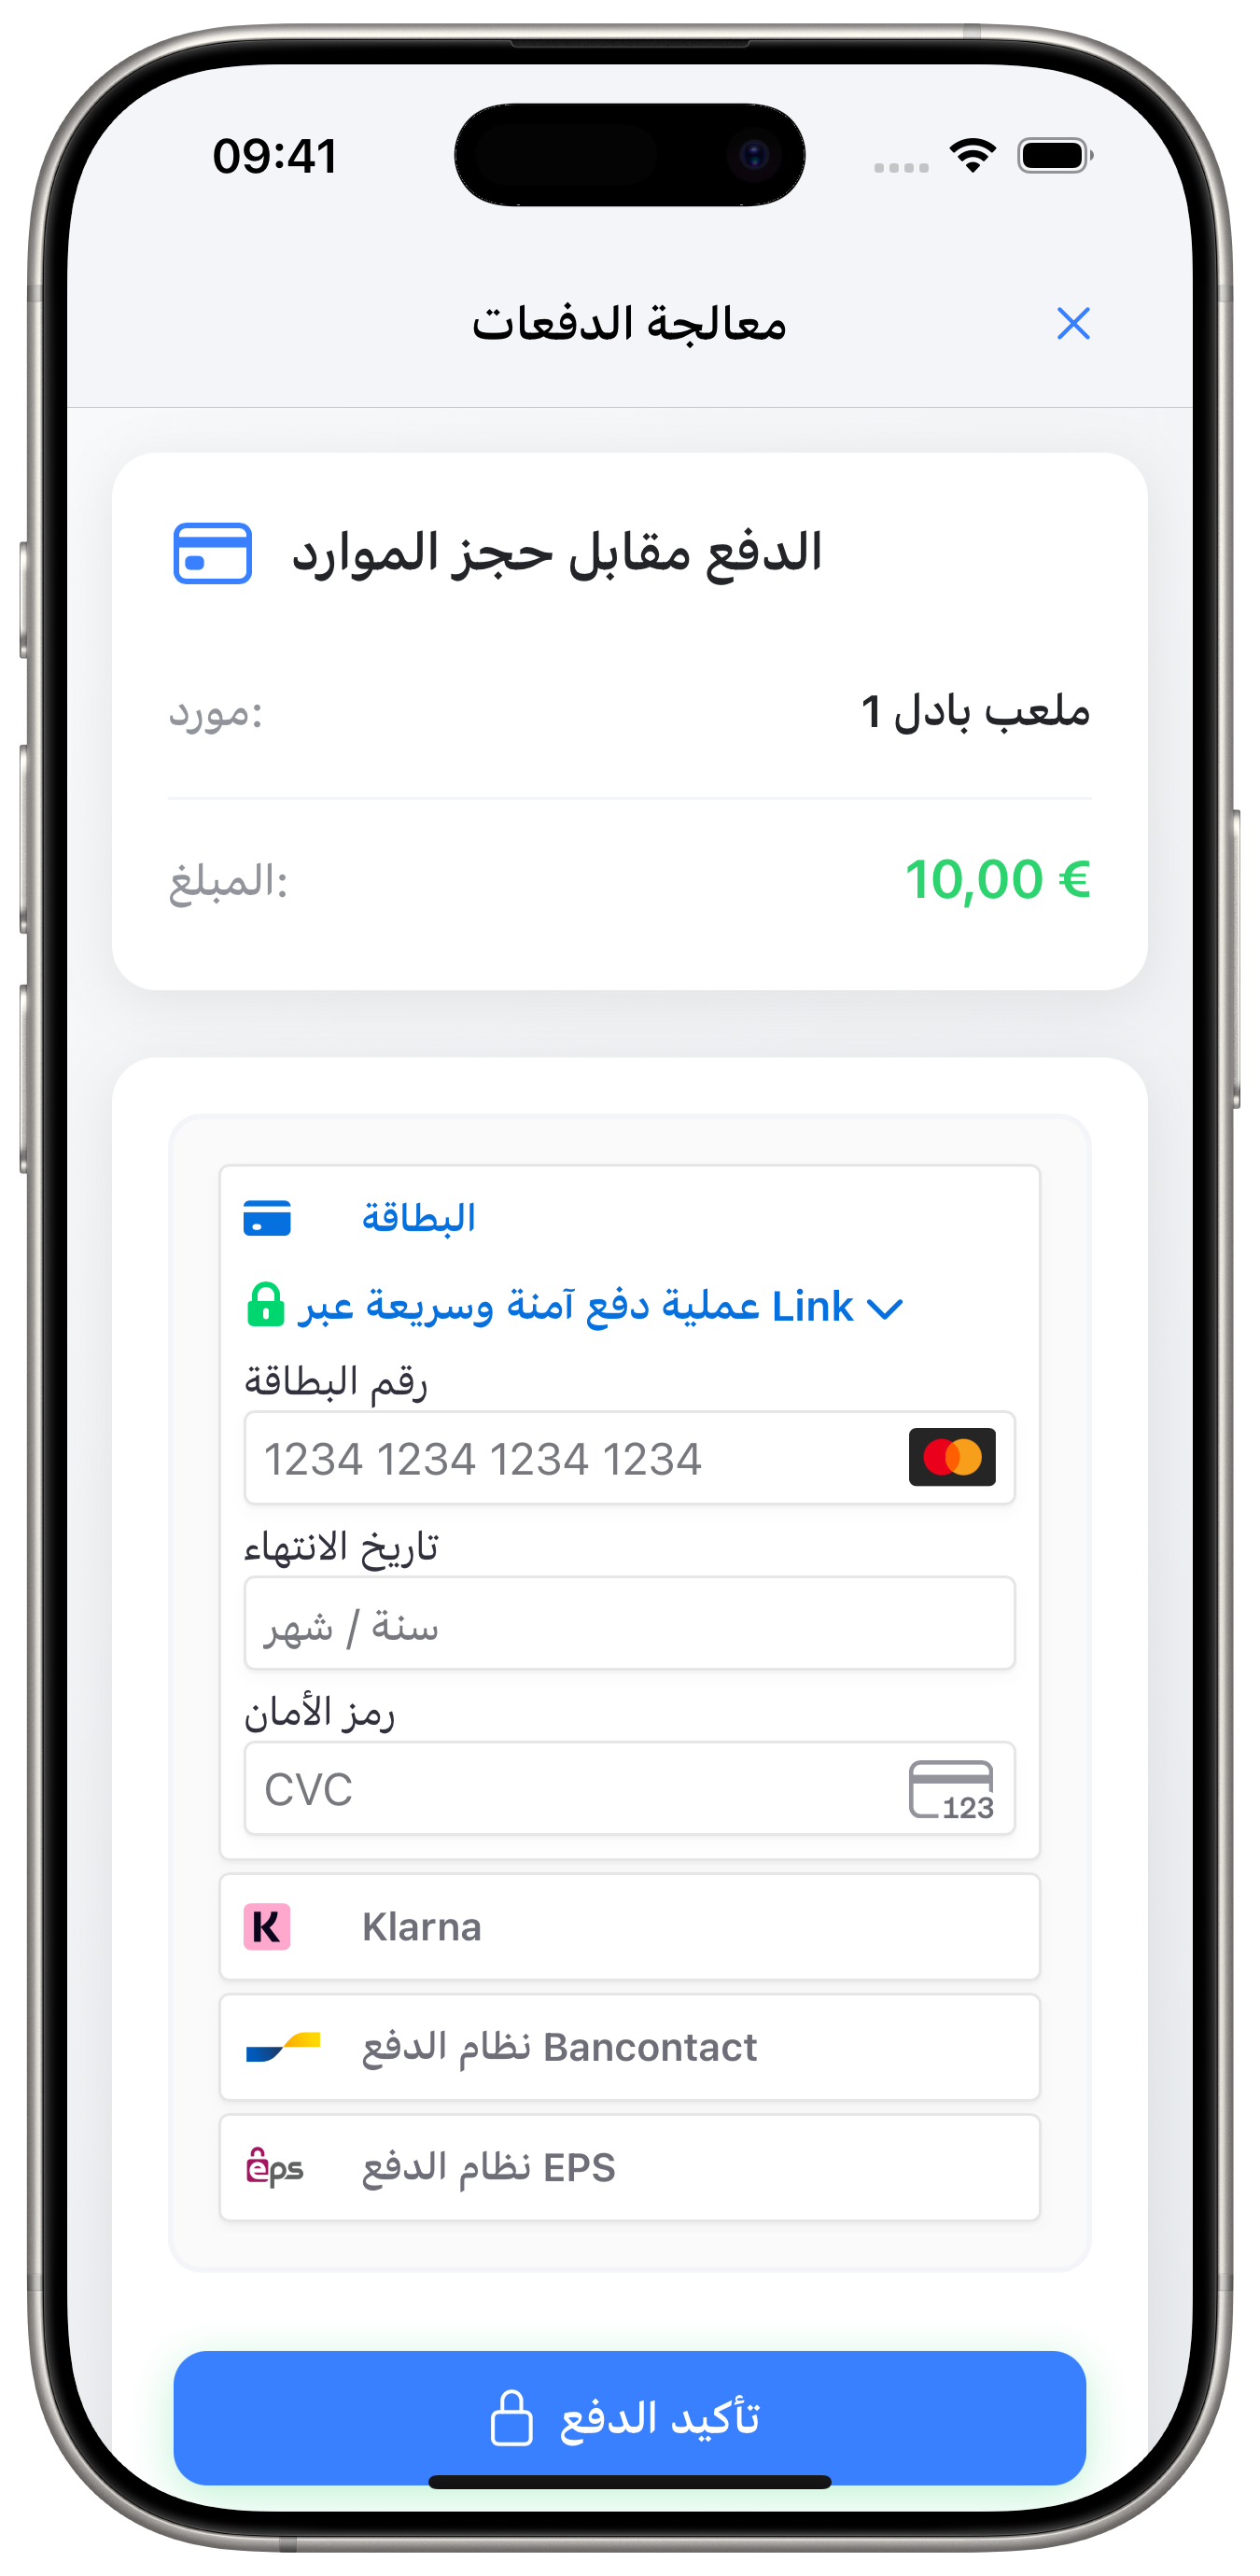 09:41
معالجة الدفعات
الدفع مقابل حجز الموارد
مورد:
ملعب بادل 1
المبلغ:
10,00 €
البطاقة
عملية دفع آمنة وسريعة عبر Link
رقم البطاقة
1234 1234 1234 1234
تاريخ الانتهاء
شهر / سنة
رمز الأمان
CVC
123
K
Klarna
نظام الدفع Bancontact
eps
نظام الدفع EPS
تأكيد الدفع